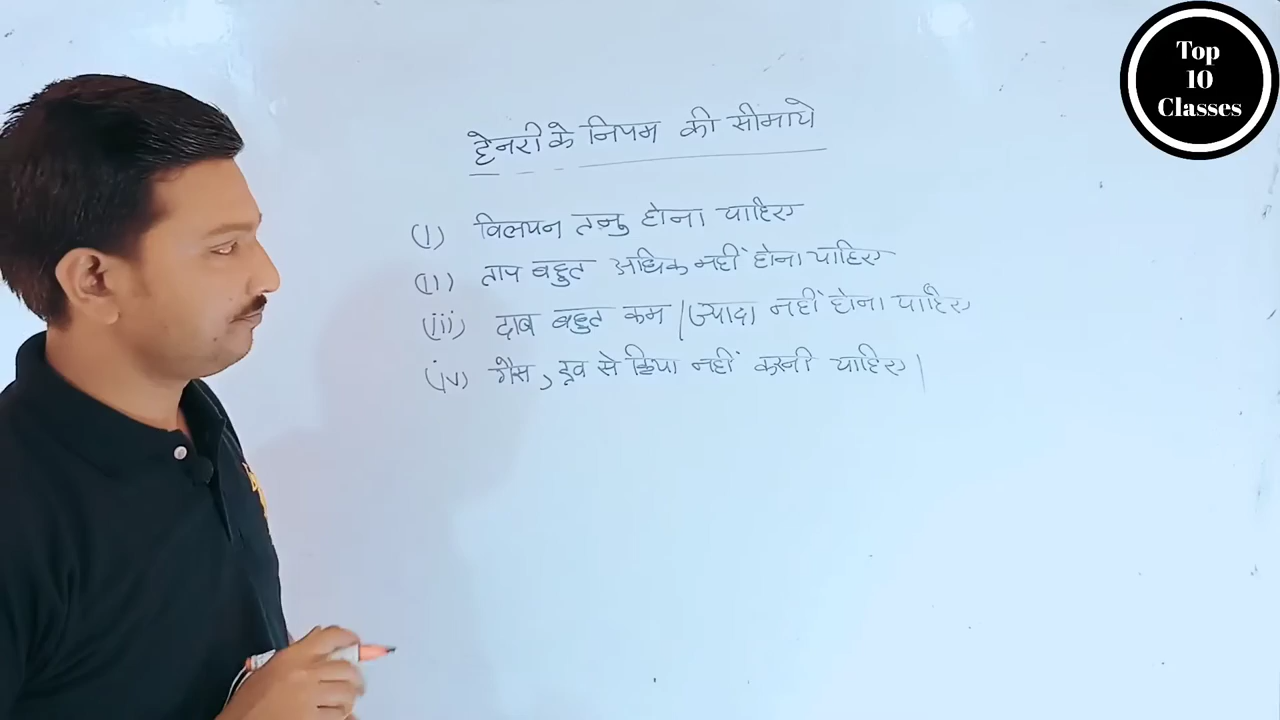 हेनरी के नियम की सीमाये
(i) विलयन तनु होना चाहिए
(ii) ताप बहुत अधिक नहीं होना चाहिए
(iii) दाब बहुत कम / ज्यादा नहीं होना चाहिए
(iv) गैस, द्रव से क्रिया नहीं करनी चाहिए।
Top
10
Classes